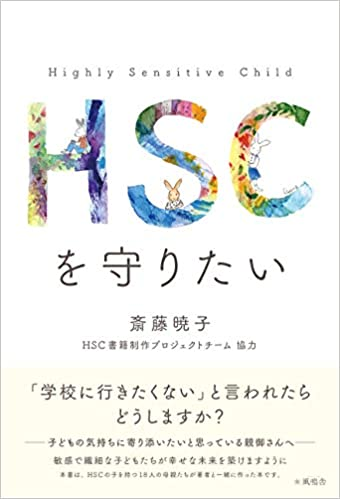 Highly Sensitive Child
HSC
を守りたい
斎藤暁子
HSC書籍制作プロジェクトチーム 協力
「学校に行きたくない」と言われたら
どうしますか?
――子どもの気持ちに寄り添いたいと思っている親御さんへ――
敏感で繊細な子どもたちが幸せな未来を築けますように
本書は、HSCの子を持つ18人の母親たちが著者と一緒に作った本です。
風鳴舎